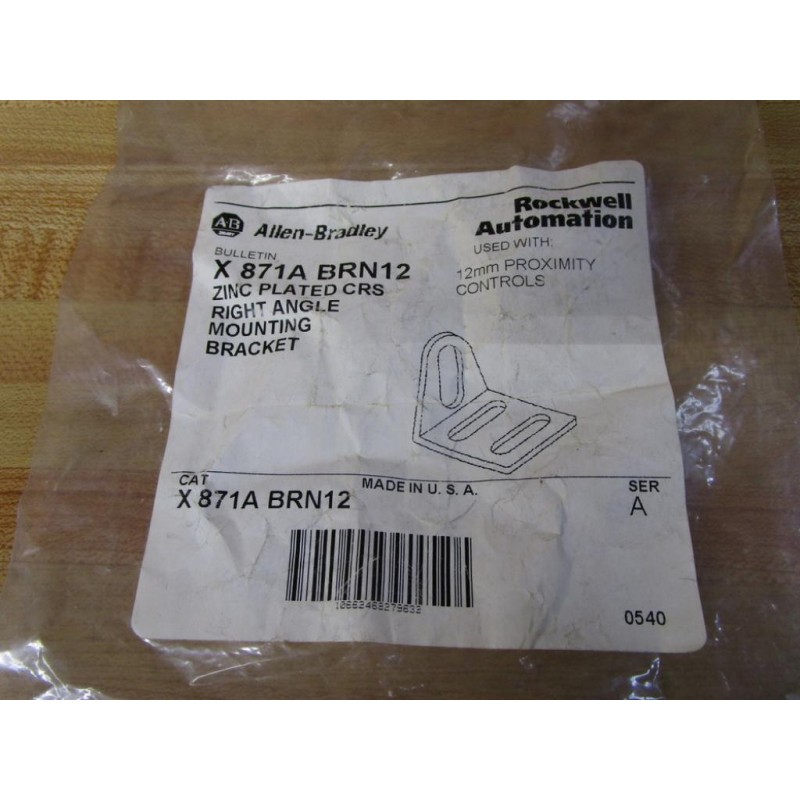 AB
Allen-Bradley
Rockwell
Automation
BULLETIN
X 871A BRN12
ZINC PLATED CRS
RIGHT ANGLE
MOUNTING
BRACKET
USED WITH:
12mm PROXIMITY
CONTROLS
CAT
X 871A BRN12
MADE IN U. S. A.
SER
A
10662468279632
0540